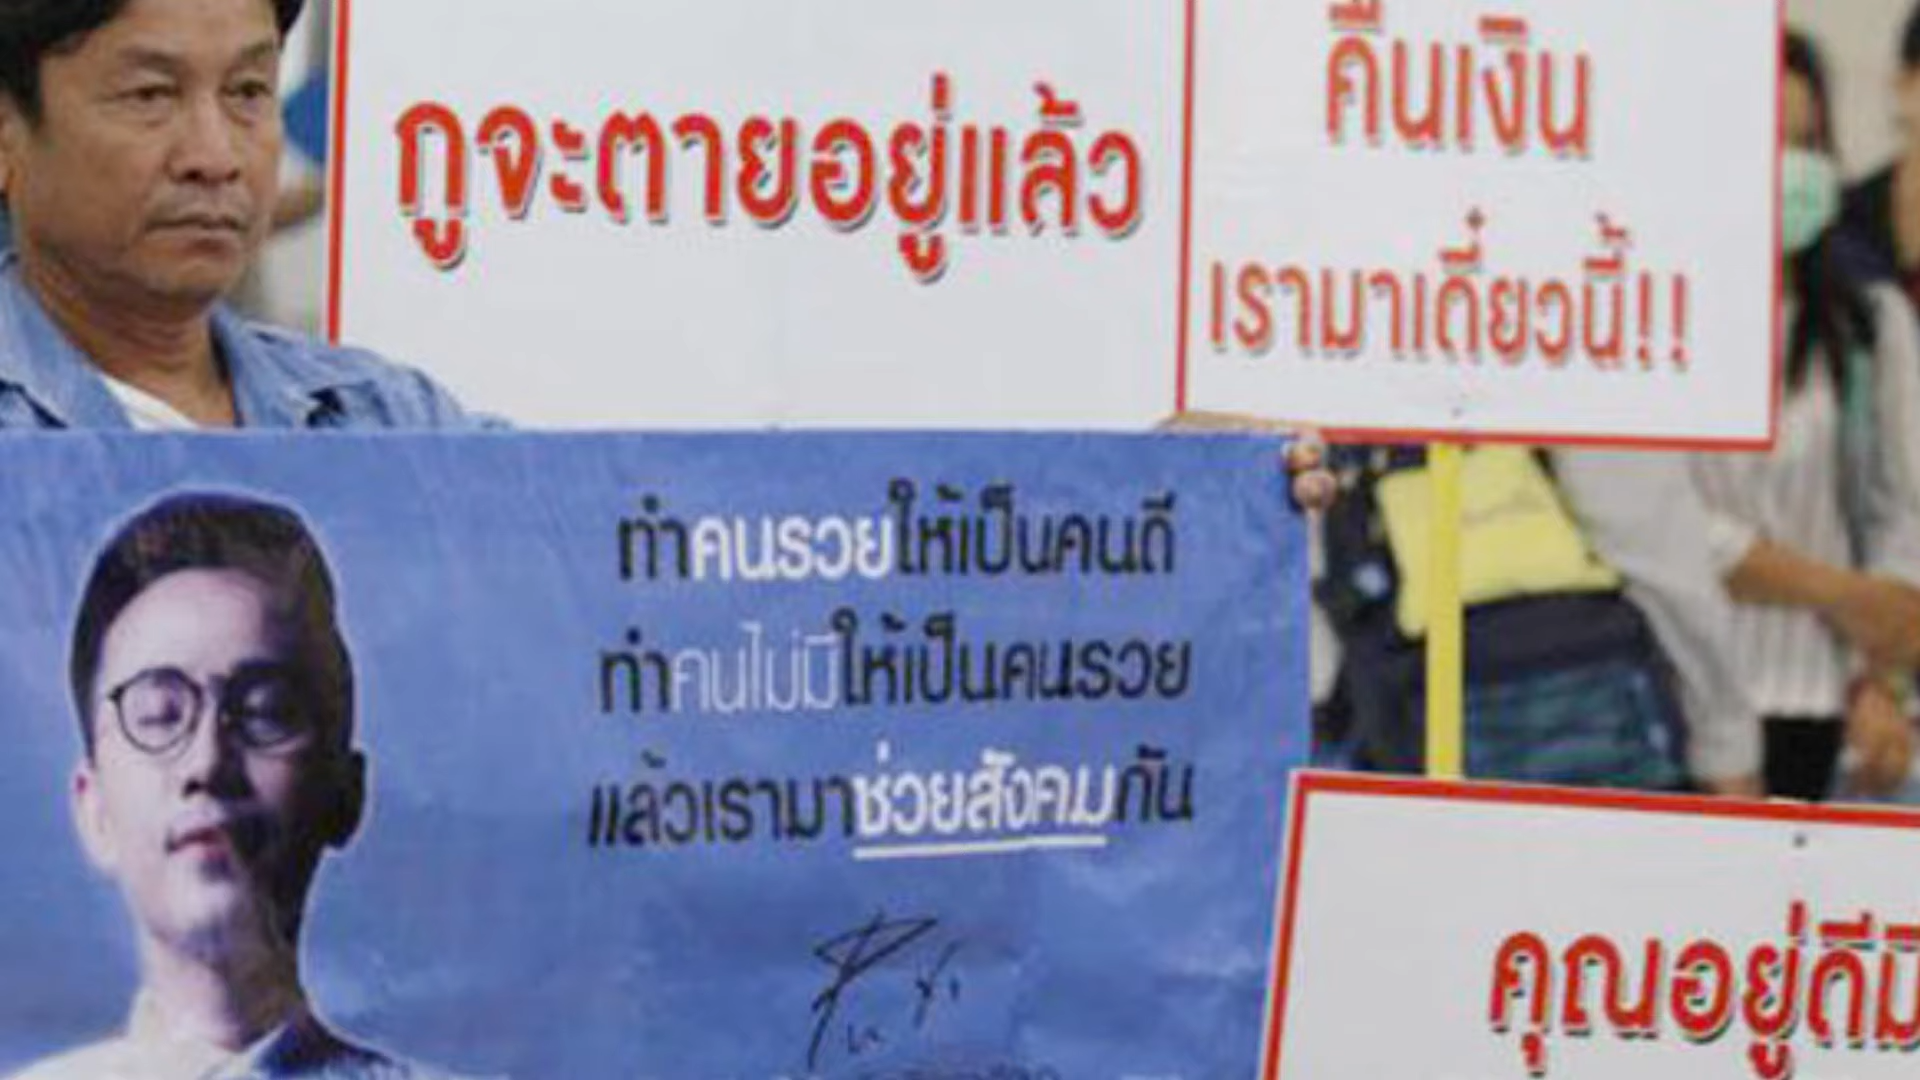 กูจะตายอยู่แล้ว
คืนเงิน
เรามาเดี๋ยวนี้!!
ทำคนรวยให้เป็นคนดี
ทำคนไม่มีให้เป็นคนรวย
แล้วเรามาช่วยสังคมกัน
คุณอยู่ดีมี